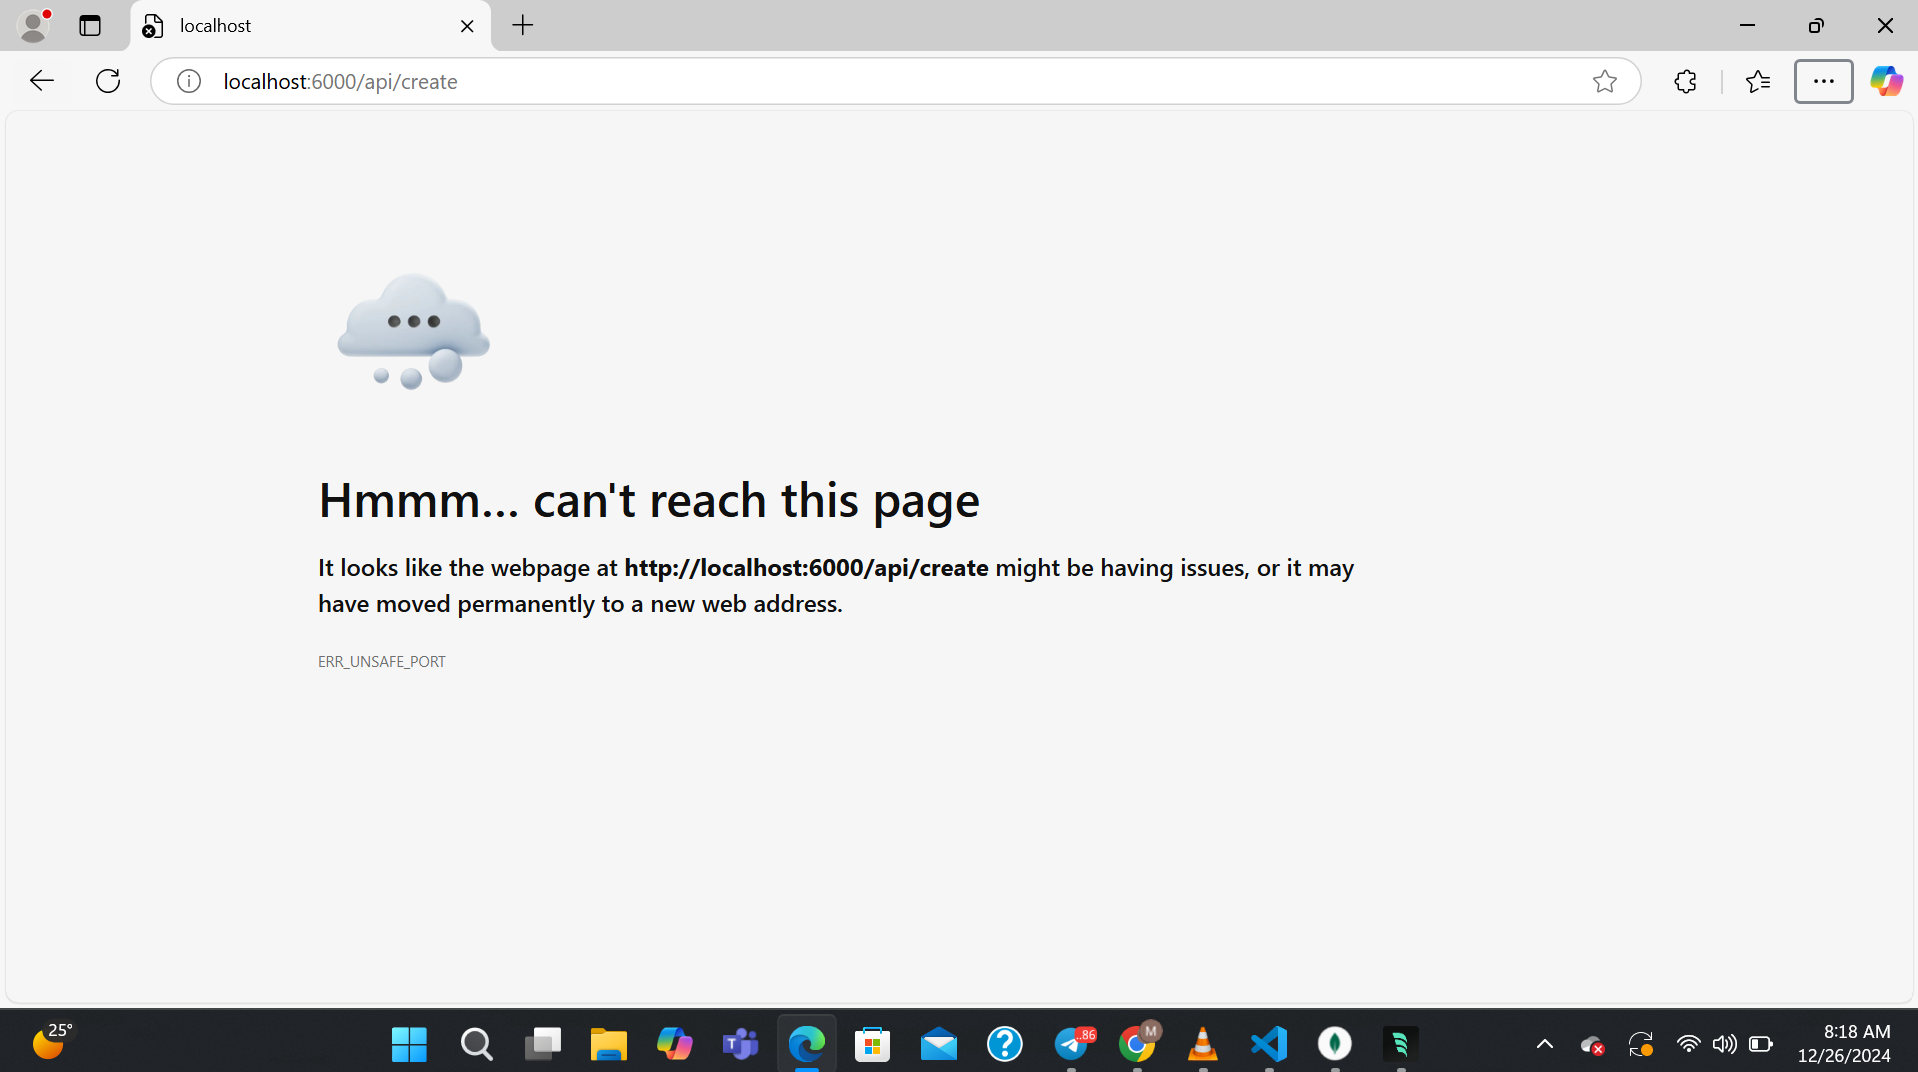 localhost
localhost:6000/api/create
Hmmm... can't reach this page
It looks like the webpage at http://localhost:6000/api/create might be having issues, or it may
have moved permanently to a new web address.
ERR_UNSAFE_PORT
25°
T
..86
M
8:18 AM
12/26/2024